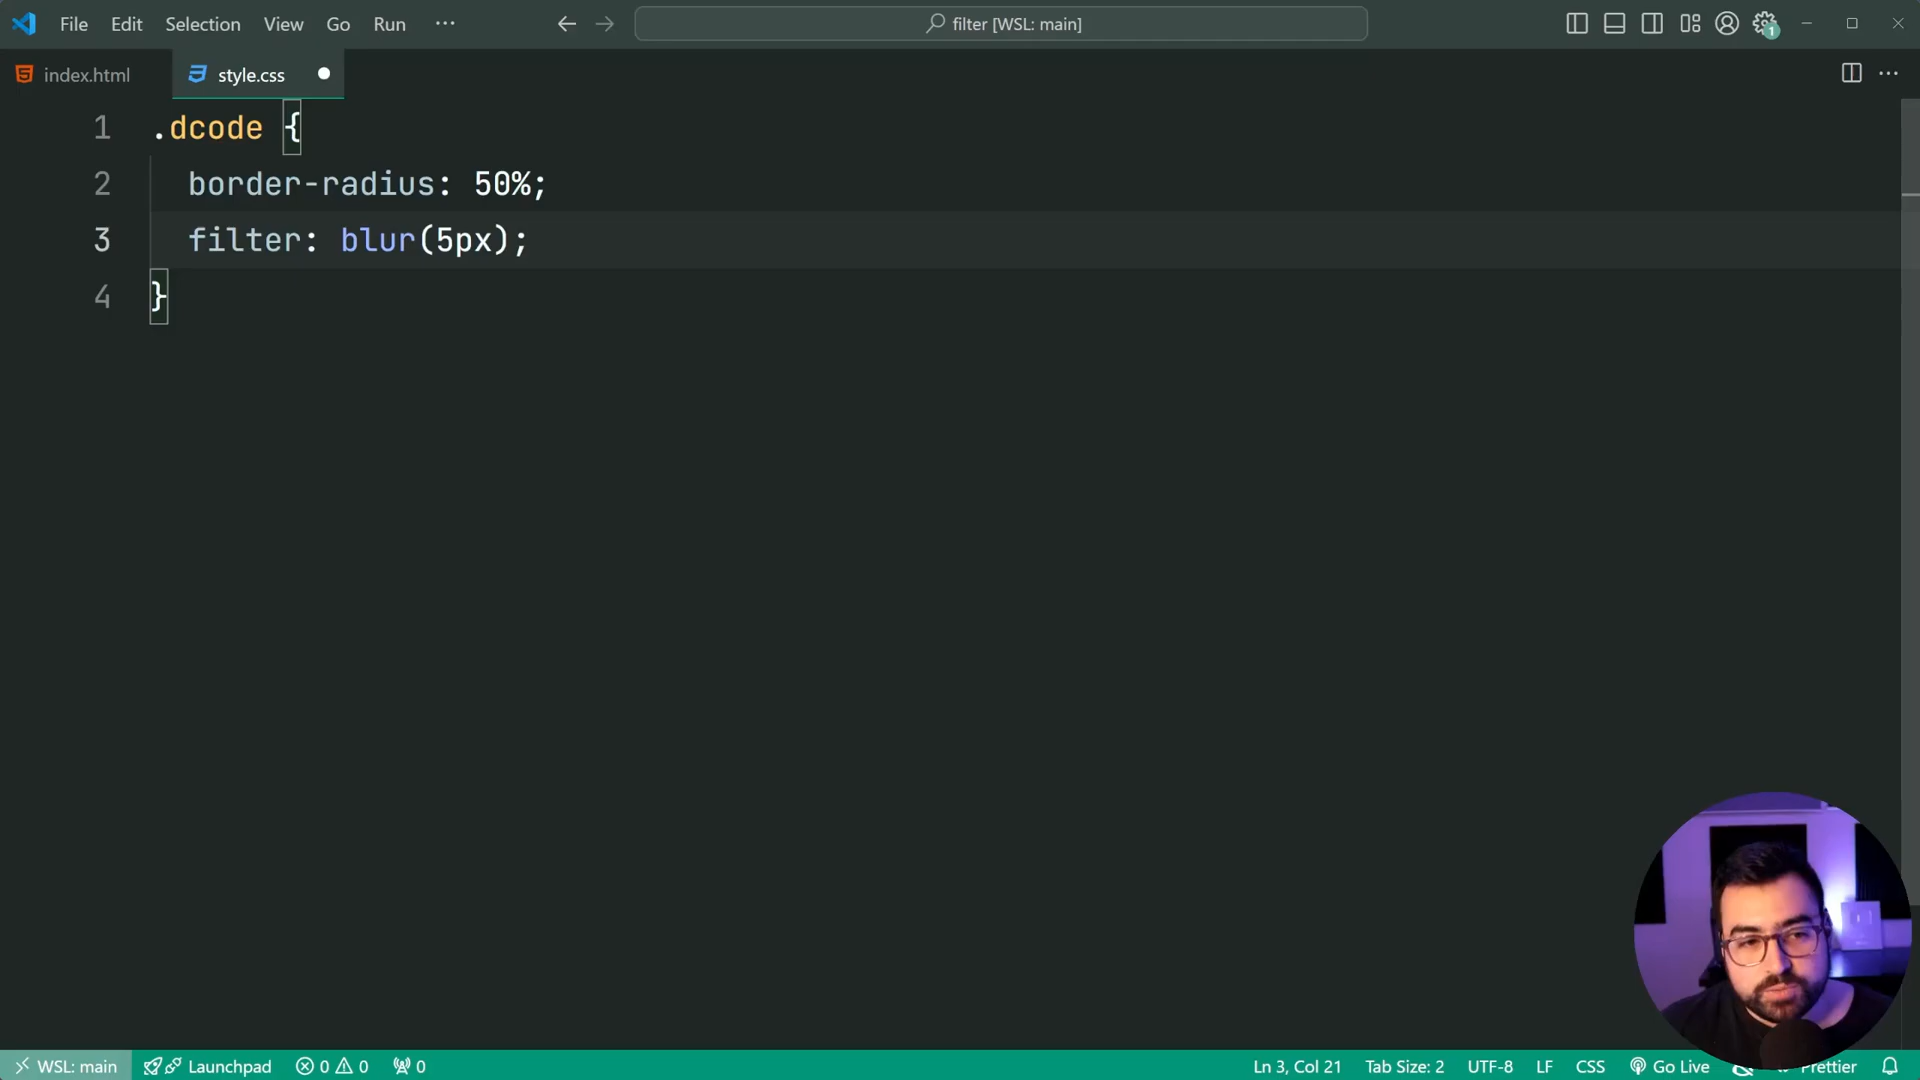 File Edit Selection View Go Run ··· filter [WSL: main] 1
index.html style.css
1 .dcode {
2 border-radius: 50%;
3 filter: blur(5px);
4 }
WSL: main Launchpad 0 0 0 Ln 3, Col 21 Tab Size: 2 UTF-8 LF CSS Go Live Prettier